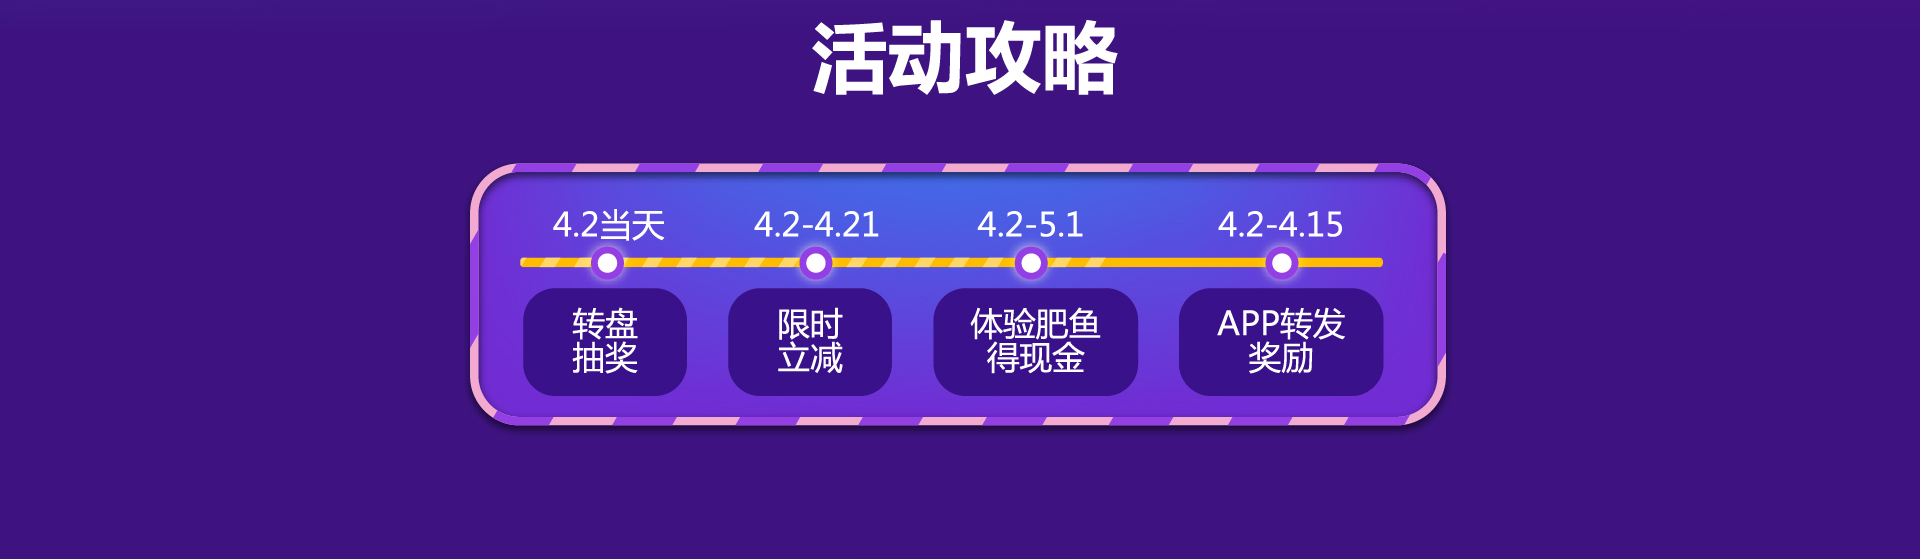 活动攻略
4.2当天
4.2-4.21
4.2-5.1
4.2-4.15
转盘
抽奖
限时
立减
体验肥鱼
得现金
APP转发
奖励